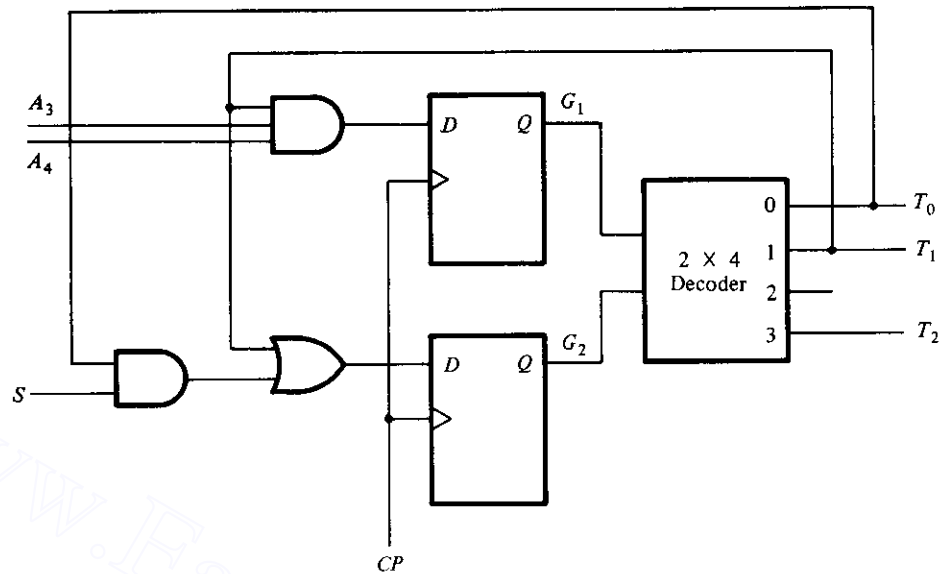 A₃
A₄
D
Q
G₁
0
T₀
1
T₁
2 × 4
Decoder
2
3
T₂
S
D
Q
G₂
CP